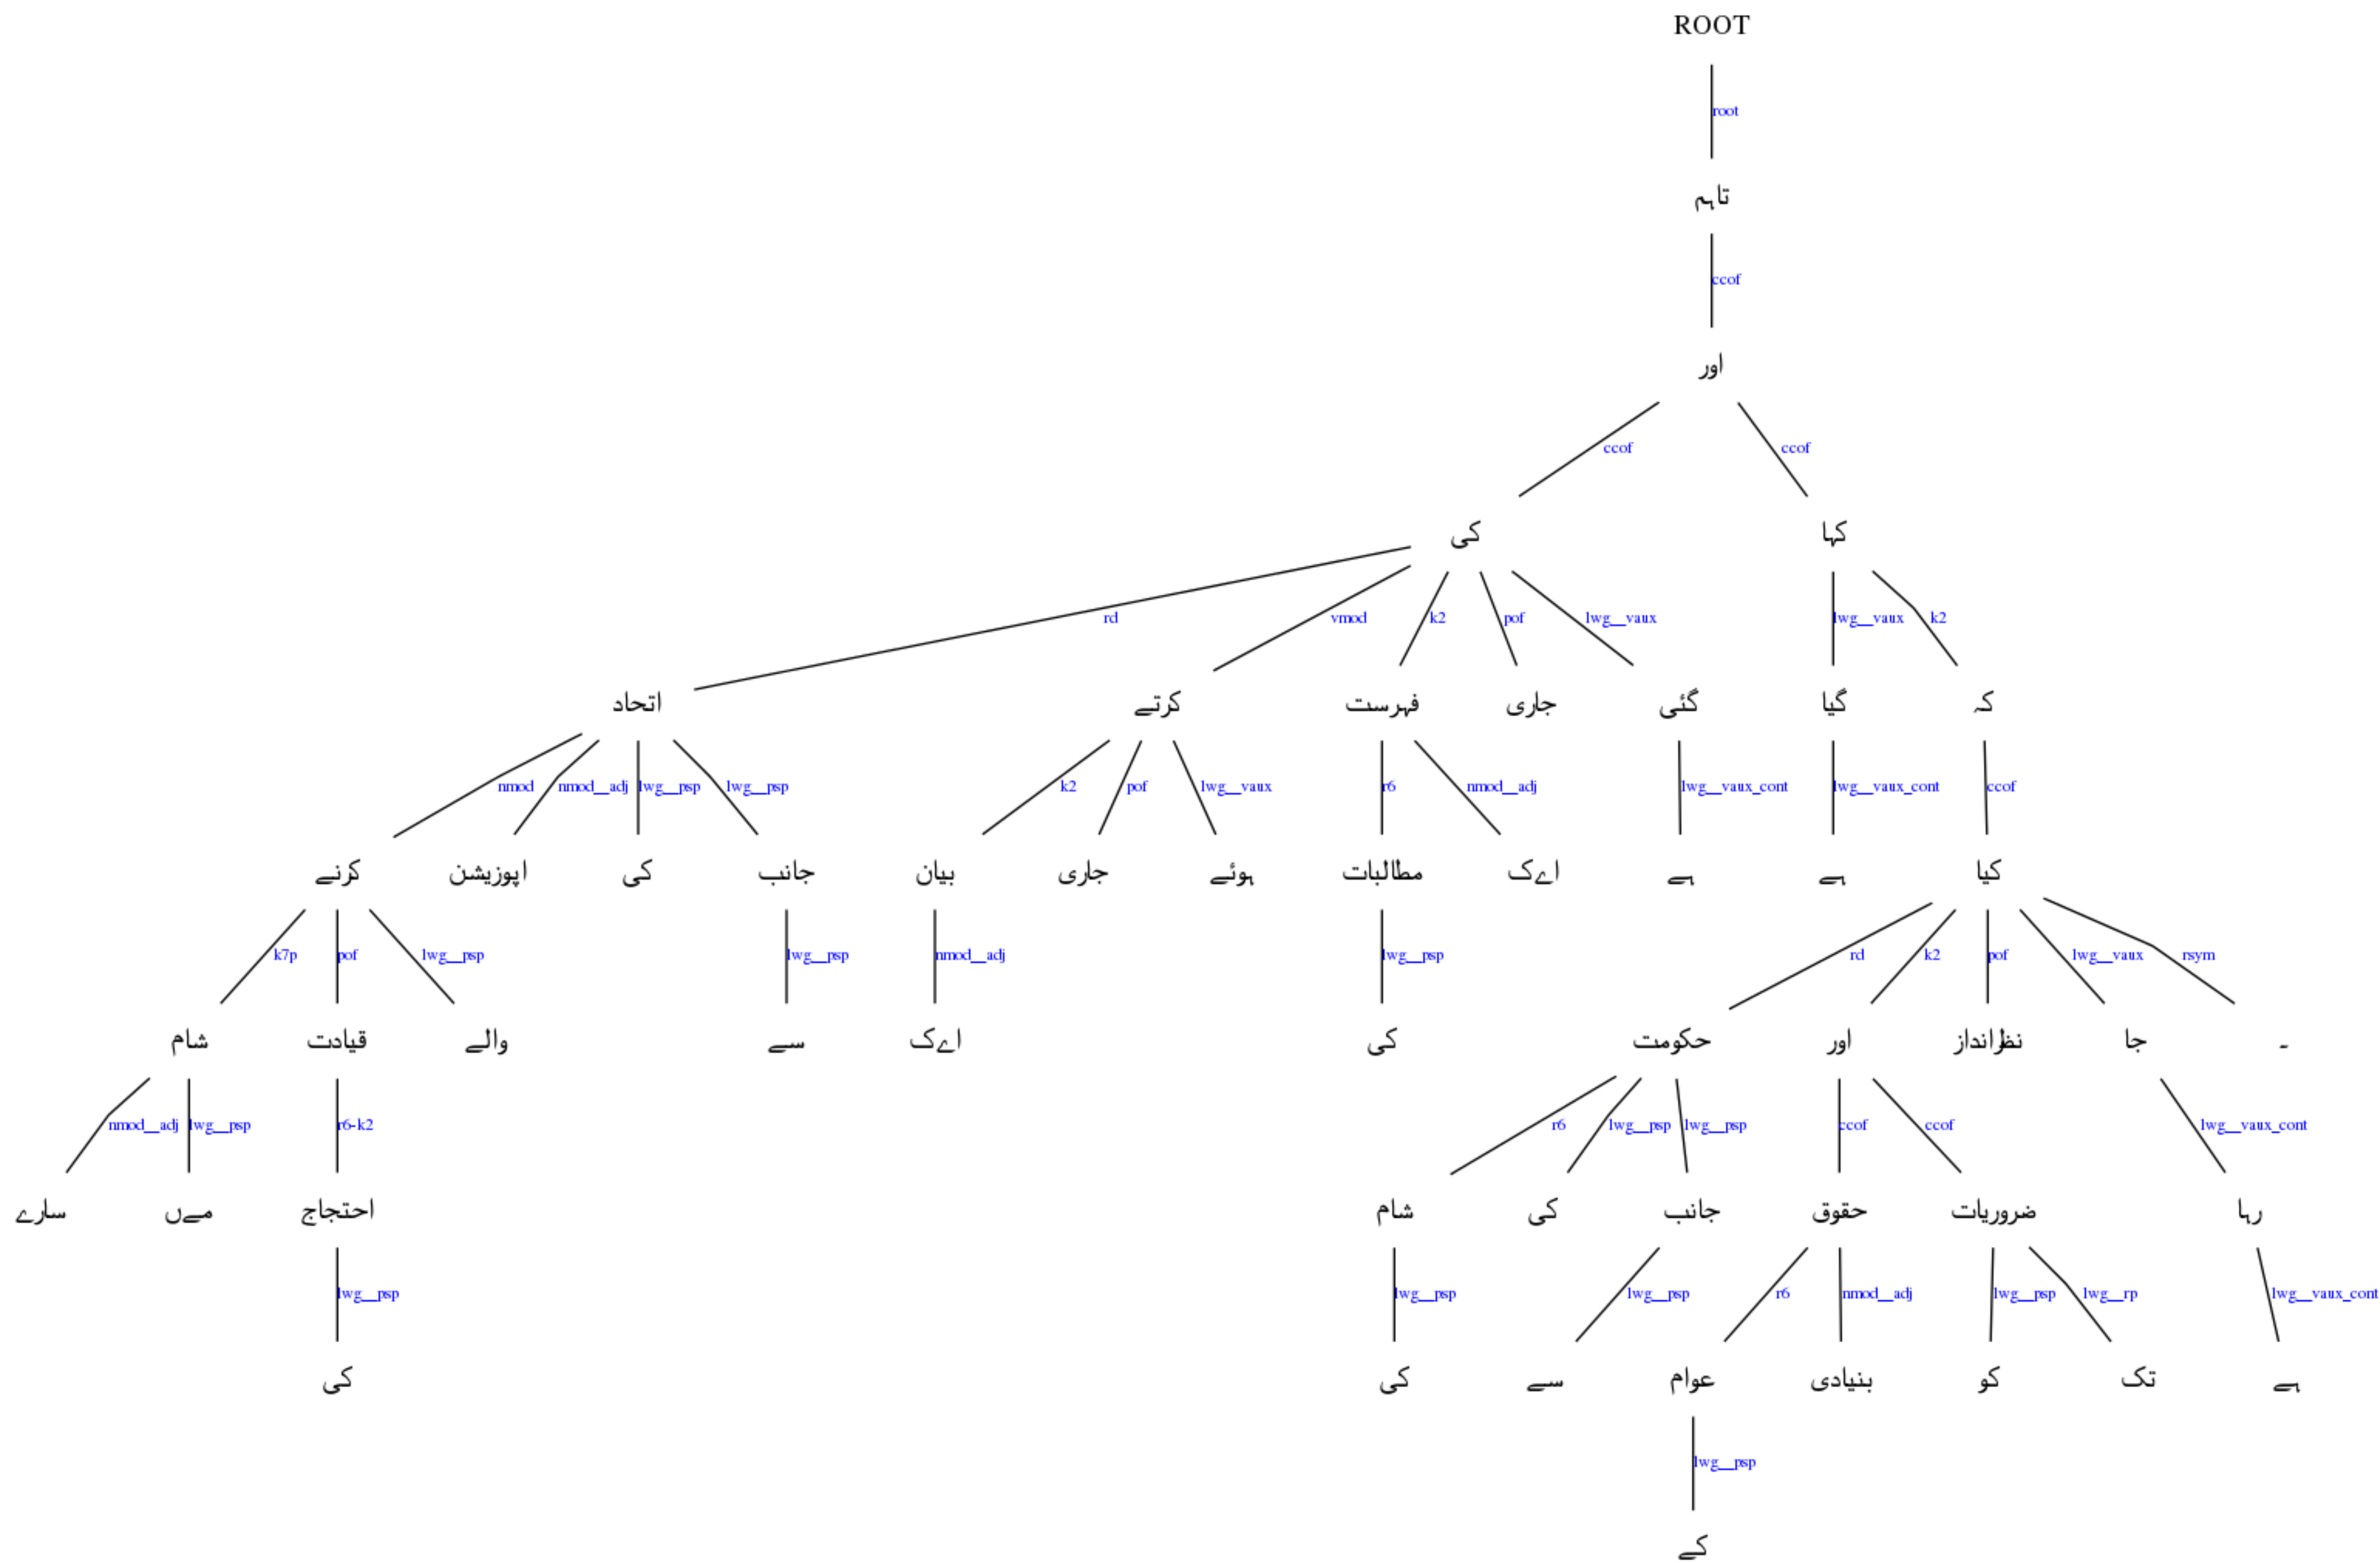 ROOT
root
تاہم
ccof
اور
ccof ccof
کی کہا
rd vmod k2 pof lwg__vaux lwg__vaux k2
اتحاد کرتے فہرست جاری گئی گیا کہ
nmod nmod__adj lwg__psp lwg__psp k2 pof lwg__vaux r6 nmod__adj lwg__vaux_cont lwg__vaux_cont ccof
کرنے اپوزیشن کی جانب بیان جاری ہوئے مطالبات اےک ہے ہے کیا
k7p pof lwg__psp lwg__psp nmod__adj lwg__psp rd k2 pof lwg__vaux rsym
شام قیادت والے سے اےک کی حکومت اور نظرانداز جا ۔
nmod__adj lwg__psp r6-k2 r6 lwg__psp lwg__psp ccof ccof lwg__vaux_cont
سارے مےں احتجاج شام کی جانب حقوق ضروریات رہا
lwg__psp lwg__psp lwg__psp r6 nmod__adj lwg__psp lwg__rp lwg__vaux_cont
کی کی سے عوام بنیادی کو تک ہے
lwg__psp
کے